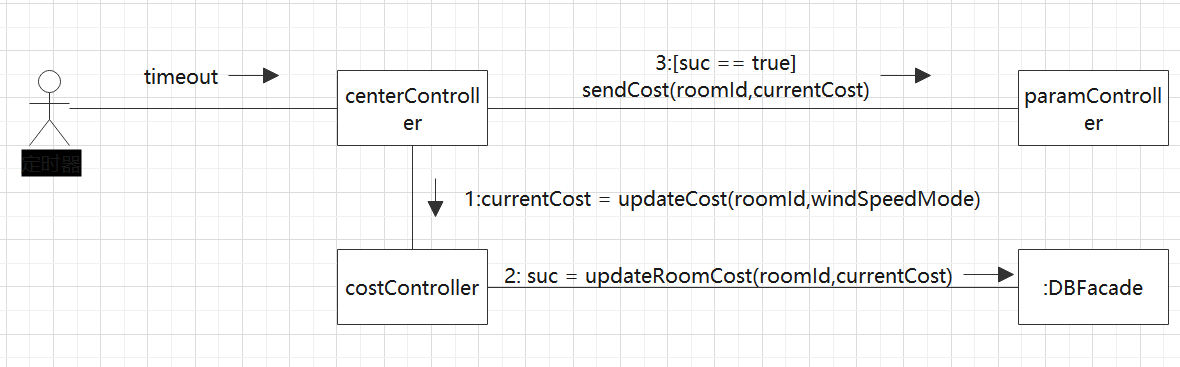 timeout
3:[suc == true]
sendCost(roomId,currentCost)
centerControll
er
paramControll
er
定时器
1:currentCost = updateCost(roomId,windSpeedMode)
costController
2: suc = updateRoomCost(roomId,currentCost)
:DBFacade